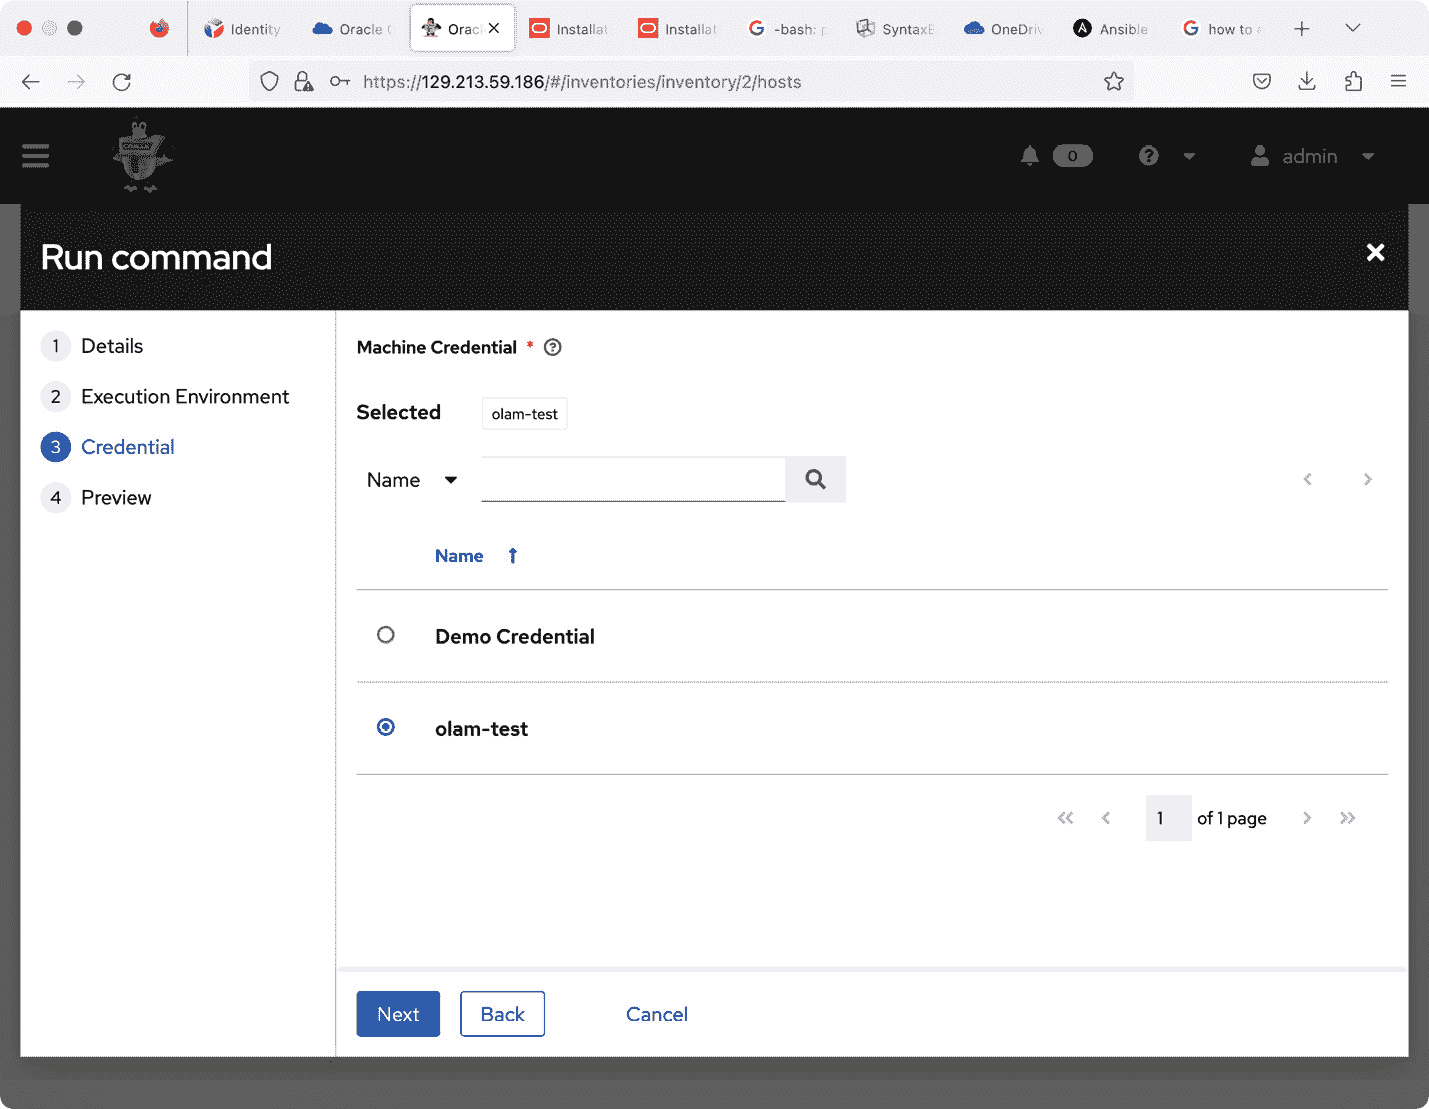 Identity
Oracle
Orac
Installat
Installat
-bash: p
SyntaxE
OneDriv
Ansible
how to
https://129.213.59.186/#/inventories/inventory/2/hosts
0
admin
Run command
1 Details
2 Execution Environment
3 Credential
4 Preview
Machine Credential *
Selected olam-test
Name
Name
Demo Credential
olam-test
1 of 1 page
Next Back Cancel